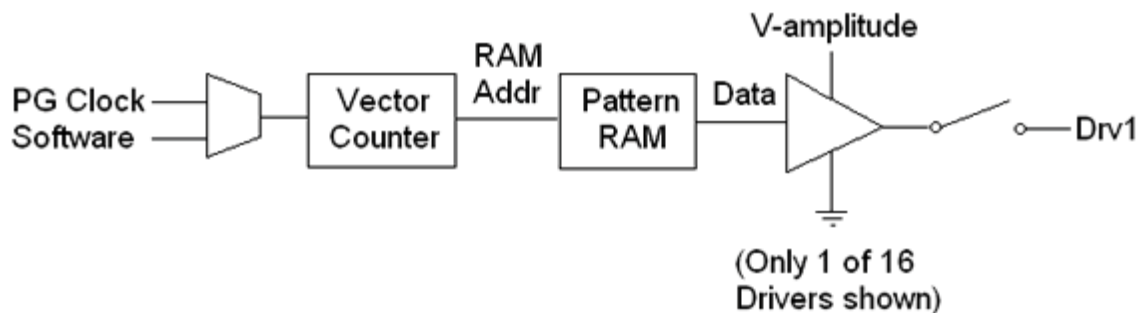 V-amplitude
PG Clock
Software
Vector
Counter
RAM
Addr
Pattern
RAM
Data
Drv1
(Only 1 of 16
Drivers shown)